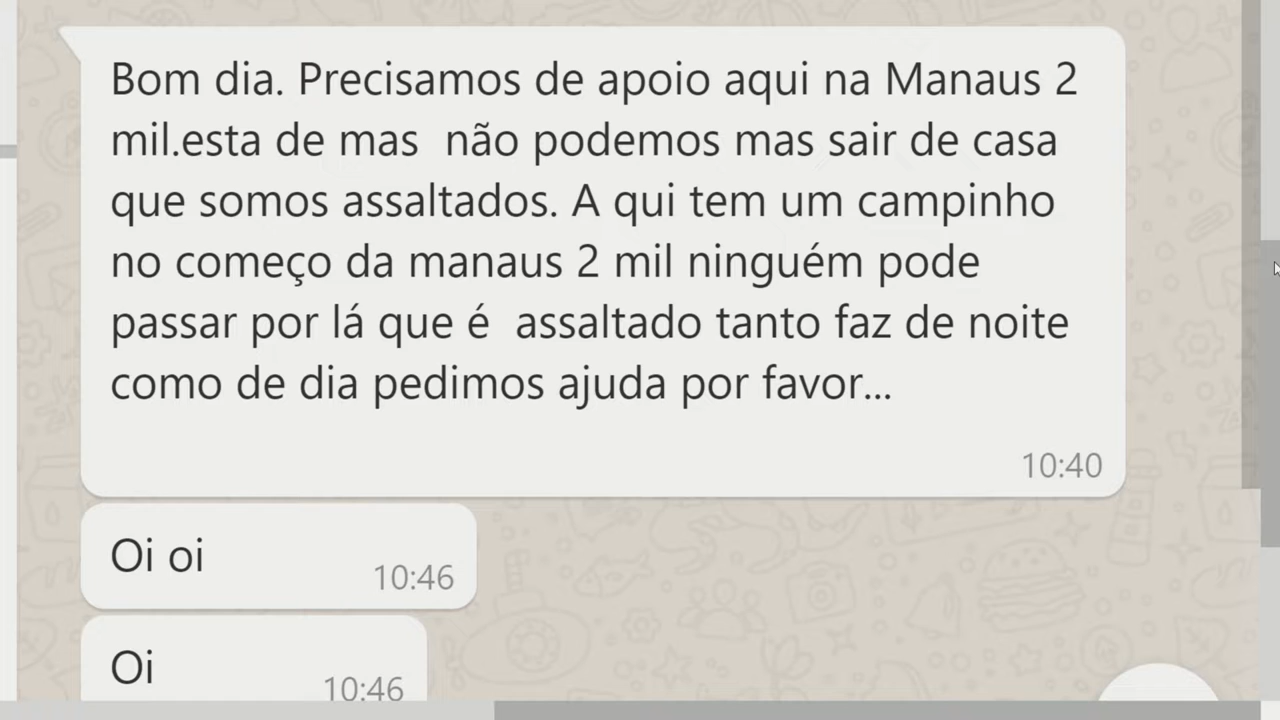 Bom dia. Precisamos de apoio aqui na Manaus 2
mil.esta de mas  não podemos mas sair de casa
que somos assaltados. A qui tem um campinho
no começo da manaus 2 mil ninguém pode
passar por lá que é  assaltado tanto faz de noite
como de dia pedimos ajuda por favor...
10:40
Oi oi
10:46
Oi
10:46